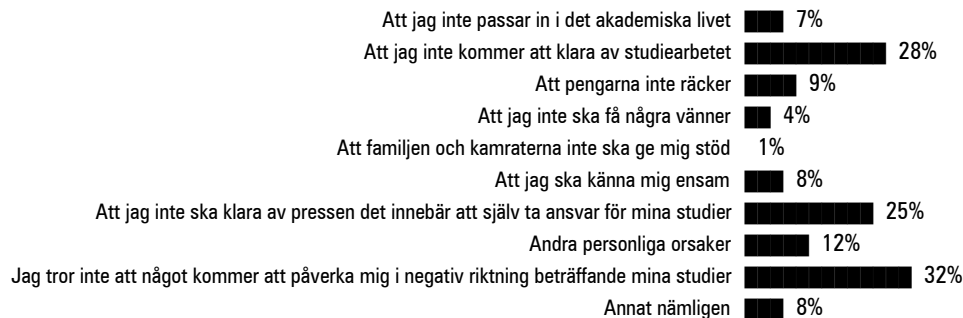 Att jag inte passar in i det akademiska livet 7%
Att jag inte kommer att klara av studiearbetet 28%
Att pengarna inte räcker 9%
Att jag inte ska få några vänner 4%
Att familjen och kamraterna inte ska ge mig stöd 1%
Att jag ska känna mig ensam 8%
Att jag inte ska klara av pressen det innebär att själv ta ansvar för mina studier 25%
Andra personliga orsaker 12%
Jag tror inte att något kommer att påverka mig i negativ riktning beträffande mina studier 32%
Annat nämligen 8%